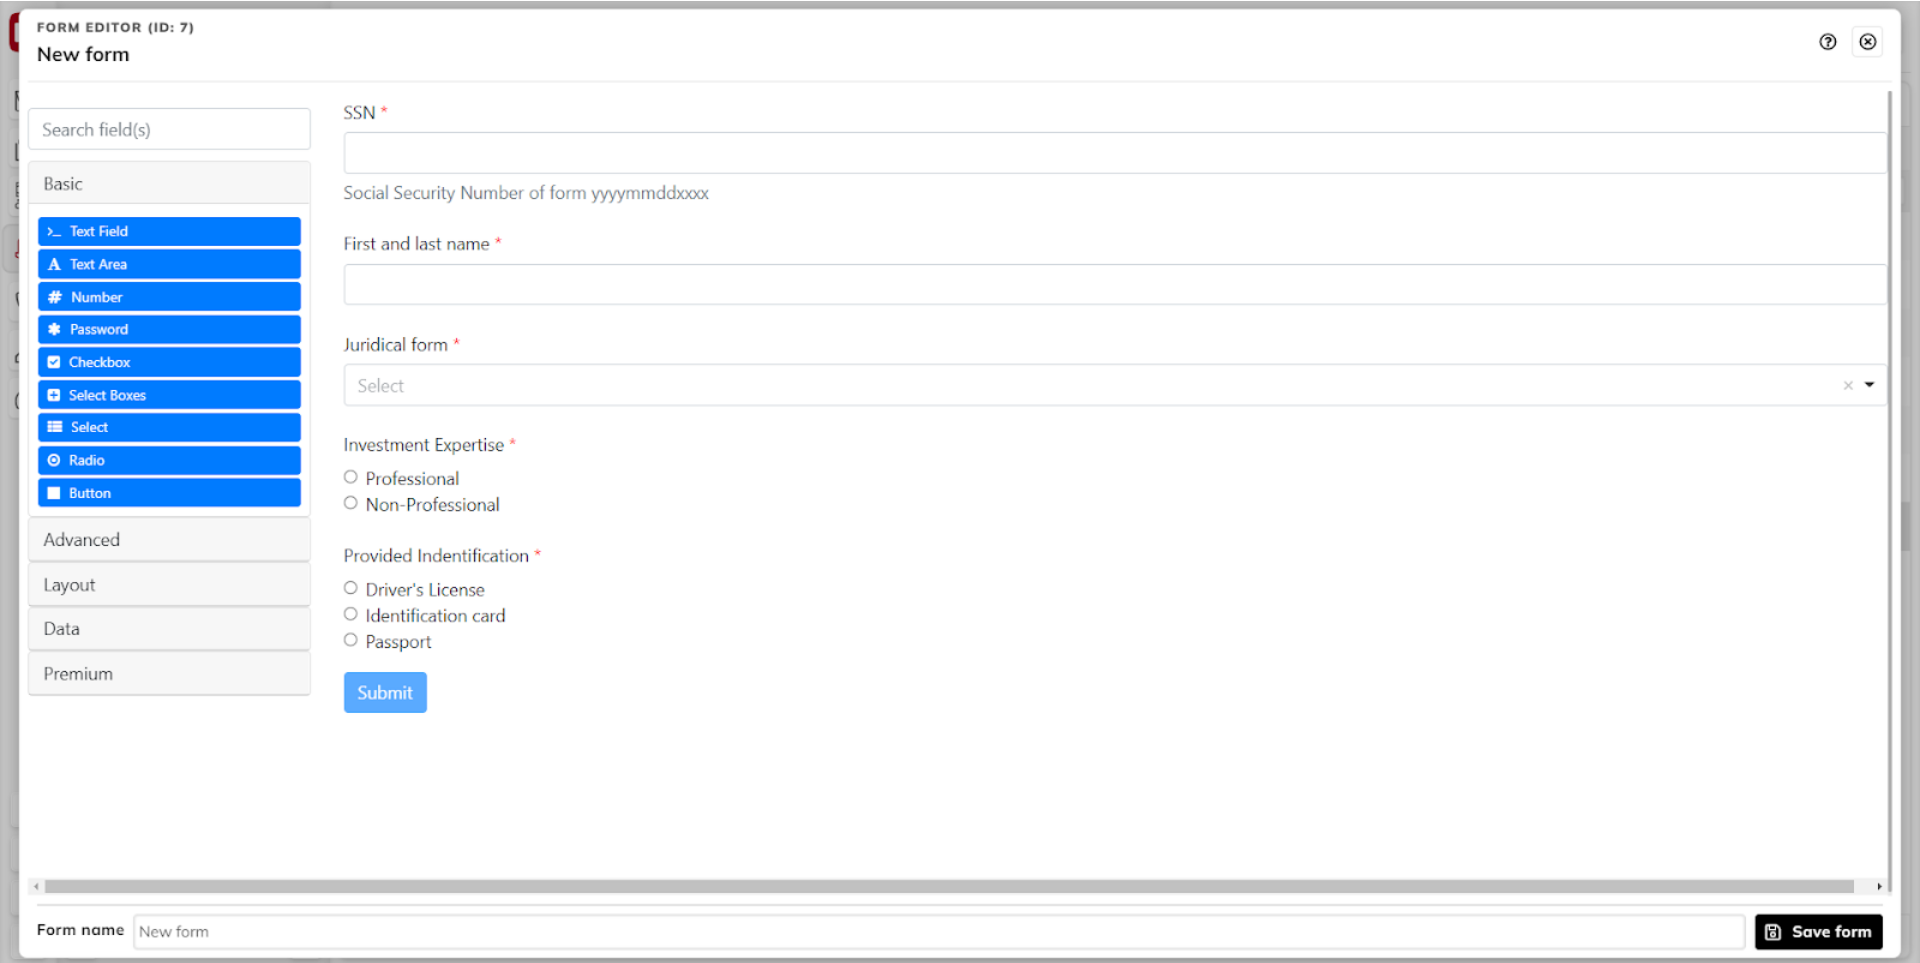 FORM EDITOR (ID: 7)
New form
Search field(s)
Basic
Text Field
Text Area
Number
Password
Checkbox
Select Boxes
Select
Radio
Button
Advanced
Layout
Data
Premium
SSN *
Social Security Number of form yyyymmddxxxx
First and last name *
Juridical form *
Select
Investment Expertise *
Professional
Non-Professional
Provided Indentification *
Driver's License
Identification card
Passport
Submit
Form name New form Save form